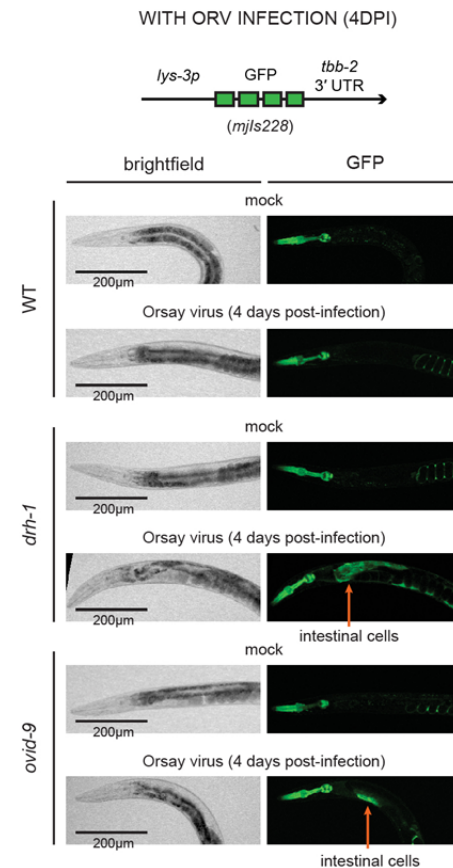 WITH ORV INFECTION (4DPI)
lys-3p GFP tbb-2
3' UTR
(mjIs228)
brightfield GFP
mock
WT
200µm
Orsay virus (4 days post-infection)
200µm
mock
drh-1
200µm
Orsay virus (4 days post-infection)
200µm
intestinal cells
mock
ovid-9
200µm
Orsay virus (4 days post-infection)
200µm
intestinal cells